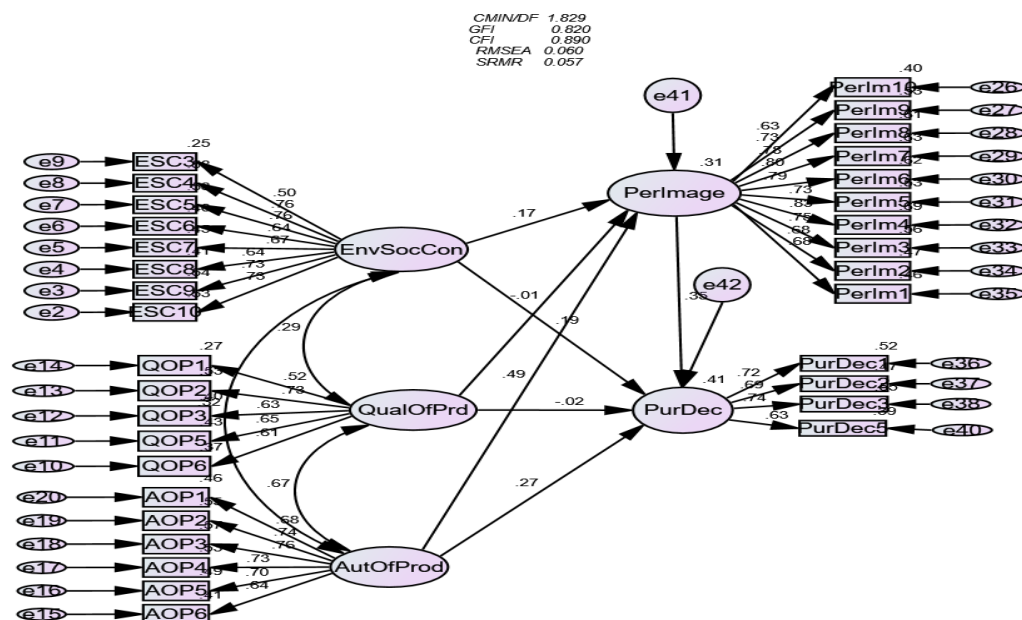 CMIN/DF 1.829
GFI 0.820
CFI 0.890
RMSEA 0.060
SRMR 0.057
e41
.31
PerImage
.40
PerIm10
e26
PerIm9
e27
PerIm8
e28
PerIm7
e29
PerIm6
e30
PerIm5
e31
PerIm4
e32
PerIm3
e33
PerIm2
e34
PerIm1
e35
.63
.73
.78
.80
.79
.73
.83
.75
.68
.68
.25
e9
ESC3
e8
ESC4
e7
ESC5
e6
ESC6
e5
ESC7
e4
ESC8
e3
ESC9
e2
ESC10
.50
.76
.76
.64
.67
.64
.73
.73
EnvSocCon
.17
-.01
.19
.35
e42
.29
.49
.27
e14
QOP1
e13
QOP2
e12
QOP3
e11
QOP5
.43
e10
QOP6
.37
.52
.73
.63
.65
.61
QualOfPrd
-.02
.41
PurDec
.52
PurDec1
e36
PurDec2
e37
PurDec3
e38
PurDec5
e40
.72
.69
.74
.63
.67
.27
.46
e20
AOP1
e19
AOP2
e18
AOP3
e17
AOP4
e16
AOP5
.49
e15
AOP6
.41
.68
.74
.76
.73
.70
.64
AutOfProd